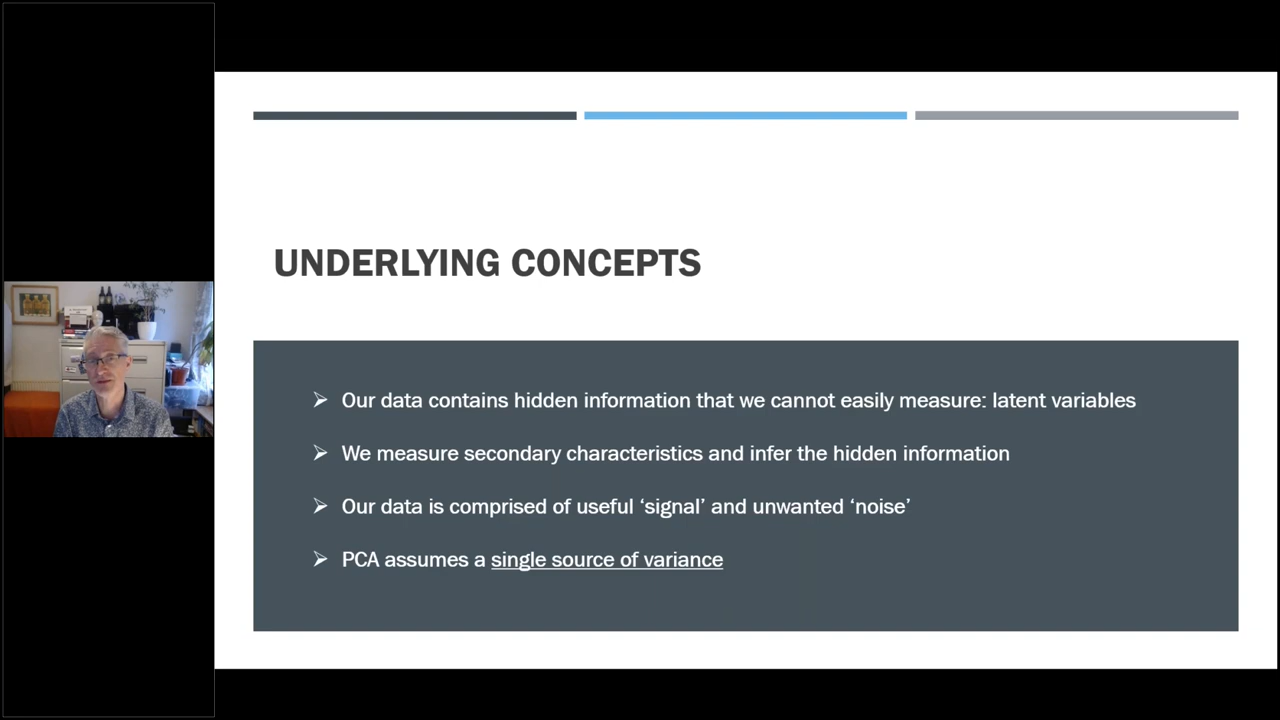 UNDERLYING CONCEPTS
➢ Our data contains hidden information that we cannot easily measure: latent variables
➢ We measure secondary characteristics and infer the hidden information
➢ Our data is comprised of useful ‘signal’ and unwanted ‘noise’
➢ PCA assumes a single source of variance